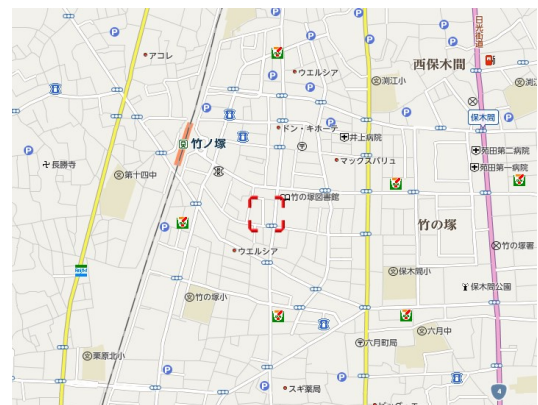 日光街道
アコレ
西保木間
ウエルシア
渕江小
渕江
保木間
ドン・キホーテ
井上病院
竹ノ塚
苑田第二病院
マックスバリュ
長勝寺
苑田第一病院
第十四中
竹の塚図書館
竹の塚
竹の塚署
ウエルシア
保木間小
保木間公園
竹の塚小
六月中
六月町局
栗原北小
スギ薬局
4